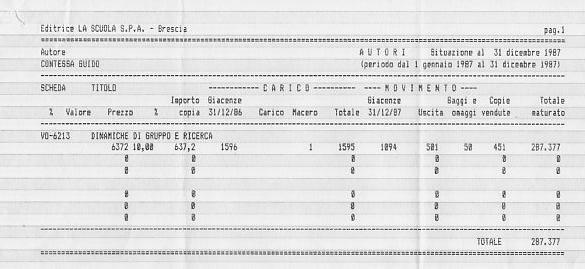 Editrice LA SCUOLA S.P.A. - Brescia pag.1
Autore A U T O R I Situazione al 31 dicembre 1987
CONTESSA GUIDO (periodo dal 1 gennaio 1987 al 31 dicembre 1987)
SCHEDA TITOLO ---------- C A R I C O ---------- ---- M O V I M E N T O ----
Importo Giacenze Giacenze Saggi e Copie Totale
% Valore Prezzo % copia 31/12/86 Carico Macero Totale 31/12/87 Uscita omaggi vendute maturato
VO-6213 DINAMICHE DI GRUPPO E RICERCA
6372 10,00 637,2 1596 1 1595 1094 501 50 451 287.377
0 0 0 0 0 0
0 0 0 0 0 0
0 0 0 0 0 0
0 0 0 0 0 0
0 0 0 0 0 0
TOTALE 287.377